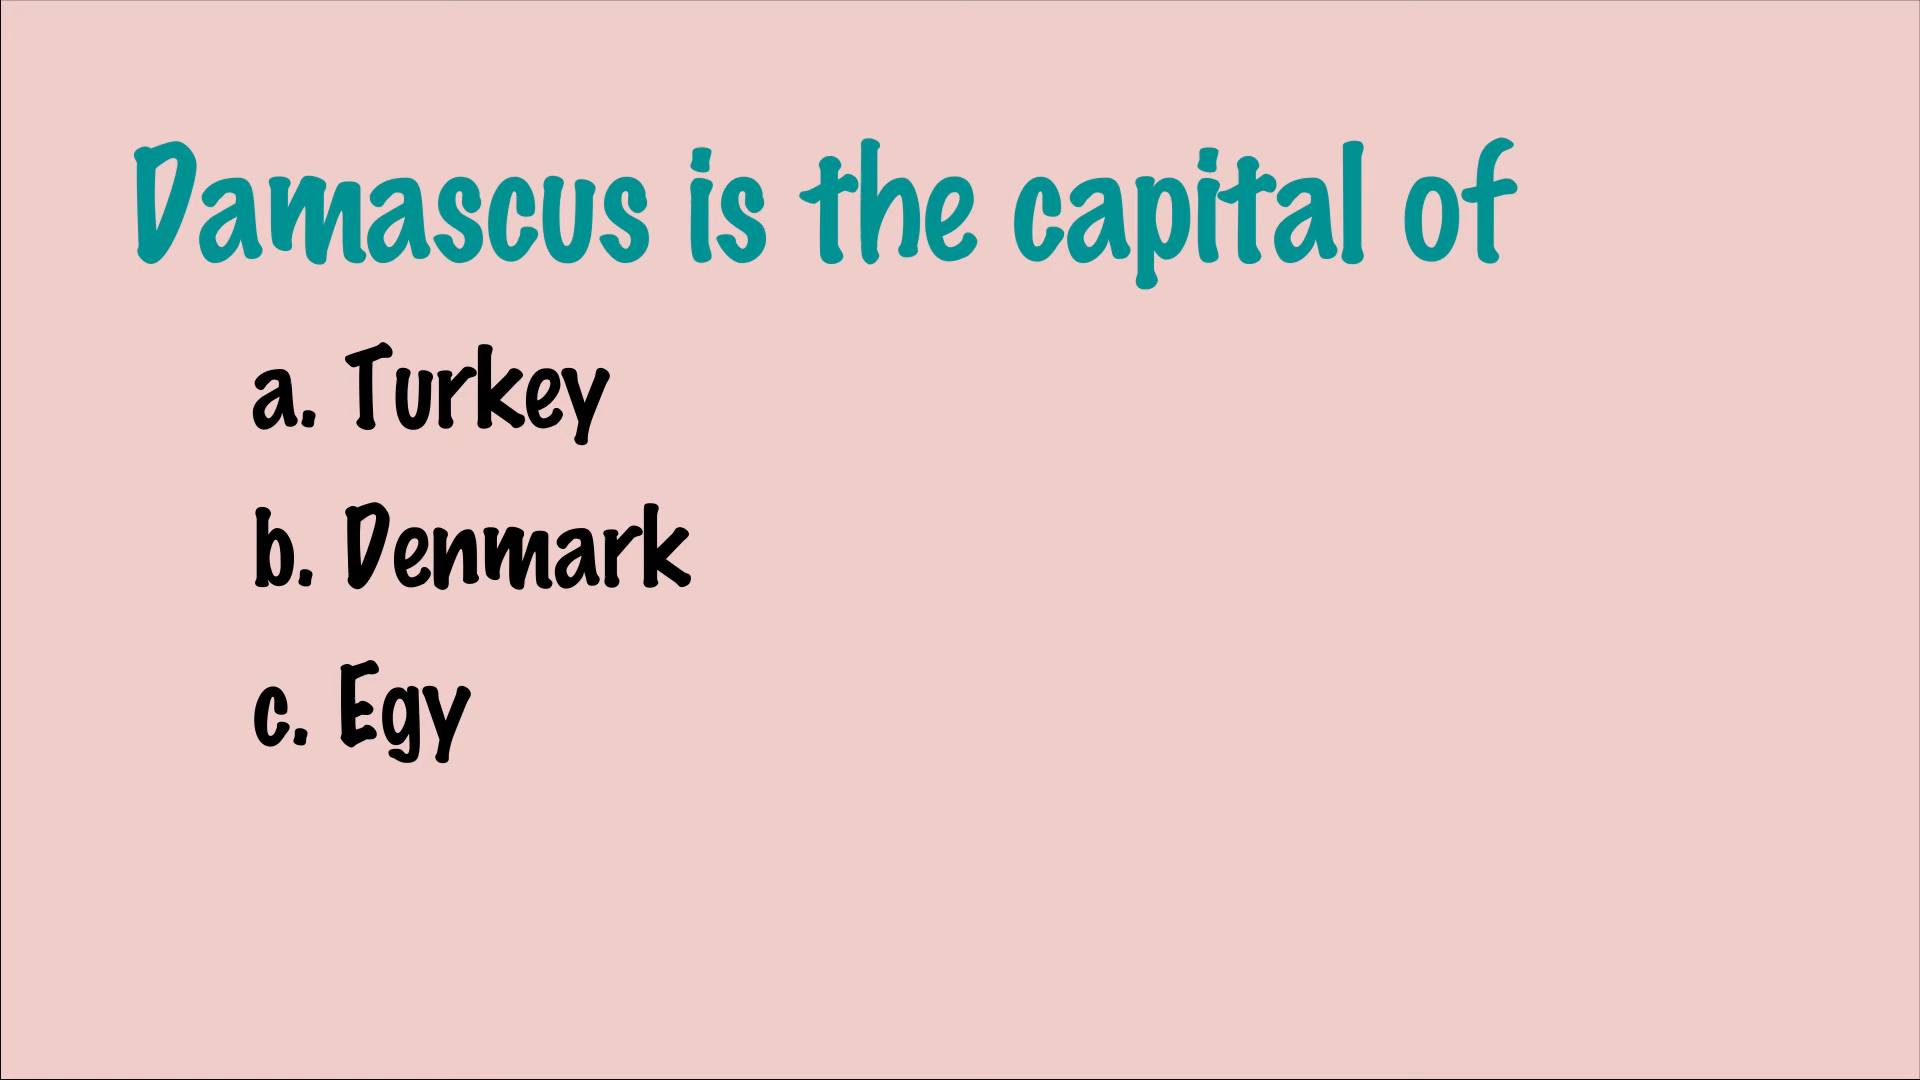 Damascus is the capital of
a. Turkey
b. Denmark
c. Egy